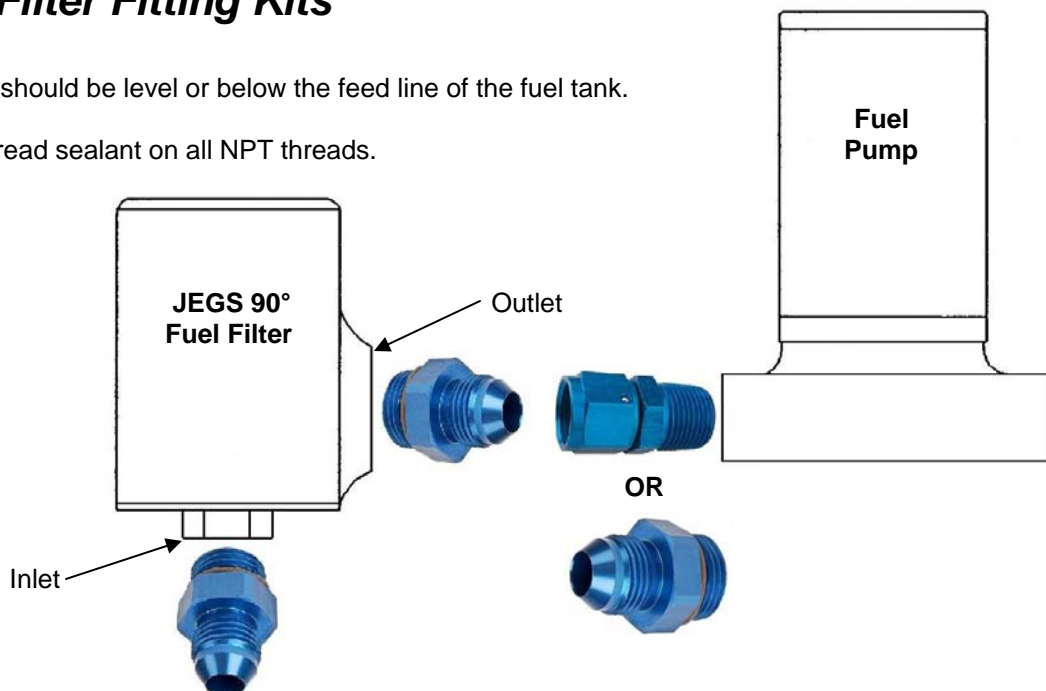 Filter Fitting Kits
should be level or below the feed line of the fuel tank.
read sealant on all NPT threads.
Fuel
Pump
JEGS 90°
Fuel Filter
Outlet
OR
Inlet